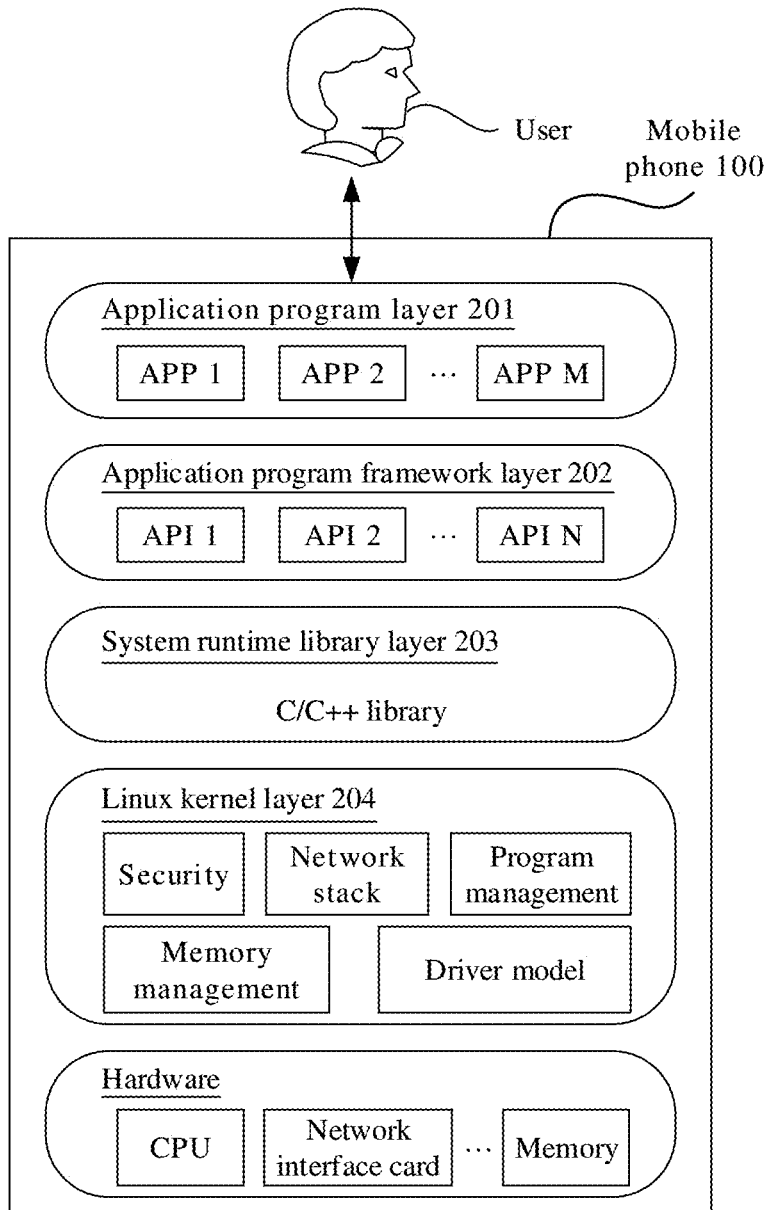 User
Mobile
phone 100
Application program layer 201
APP 1
APP 2
...
APP M
Application program framework layer 202
API 1
API 2
...
API N
System runtime library layer 203
C/C++ library
Linux kernel layer 204
Security
Network
stack
Program
management
Memory
management
Driver model
Hardware
CPU
Network
interface card
...
Memory